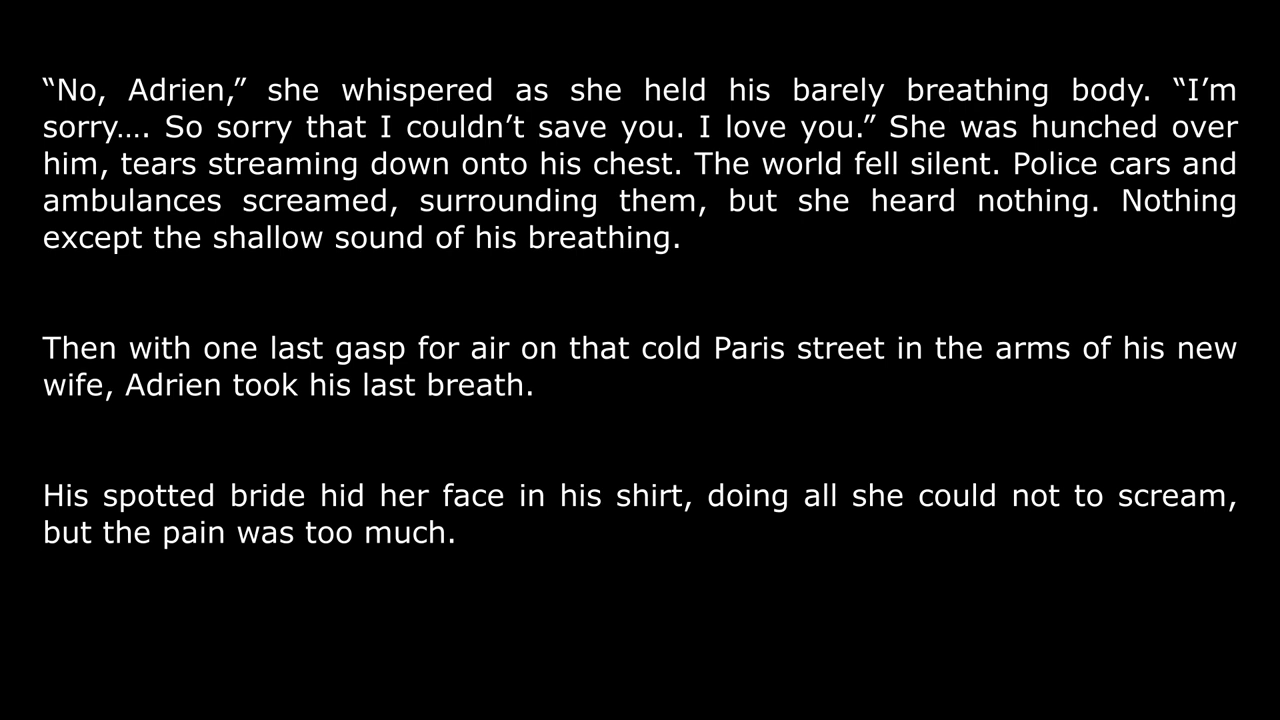 “No, Adrien,” she whispered as she held his barely breathing body. “I’m
sorry…. So sorry that I couldn’t save you. I love you.” She was hunched over
him, tears streaming down onto his chest. The world fell silent. Police cars and
ambulances screamed, surrounding them, but she heard nothing. Nothing
except the shallow sound of his breathing.
Then with one last gasp for air on that cold Paris street in the arms of his new
wife, Adrien took his last breath.
His spotted bride hid her face in his shirt, doing all she could not to scream,
but the pain was too much.